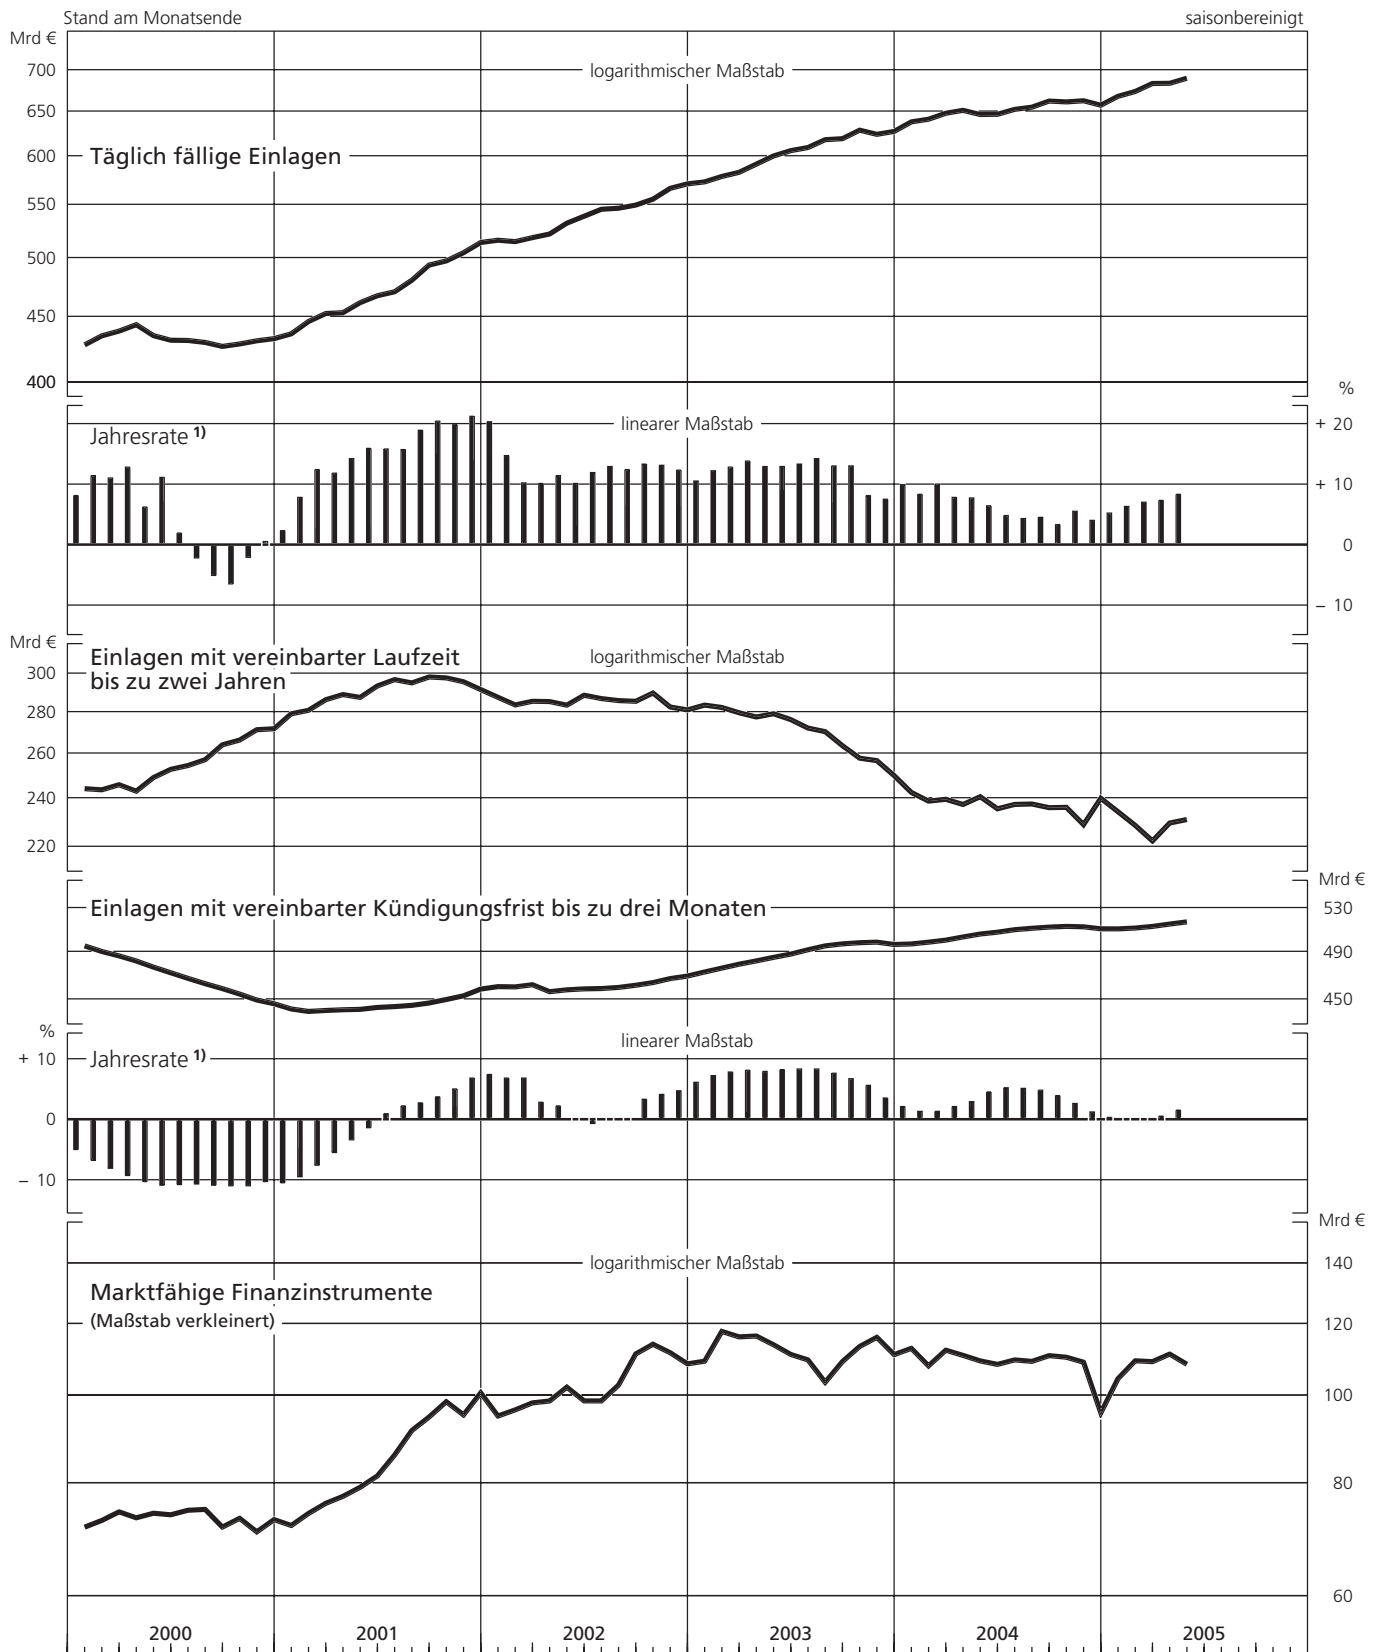 Stand am Monatsende saisonbereinigt
Mrd €
700 logarithmischer Maßstab
650
600 Täglich fällige Einlagen
550
500
450
400
%
Jahresrate 1) linearer Maßstab + 20
+ 10
0
– 10
Mrd €
Einlagen mit vereinbarter Laufzeit logarithmischer Maßstab
300
bis zu zwei Jahren
280
260
240
220
Mrd €
Einlagen mit vereinbarter Kündigungsfrist bis zu drei Monaten 530
490
450
%
linearer Maßstab
+ 10 Jahresrate 1)
0
– 10
Mrd €
logarithmischer Maßstab 140
Marktfähige Finanzinstrumente
(Maßstab verkleinert) 120
100
80
60
2000 2001 2002 2003 2004 2005